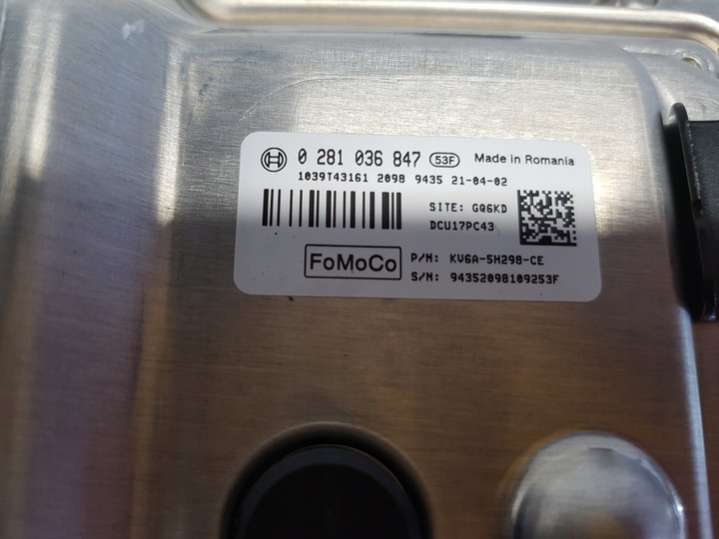 0 281 036 847 53F Made in Romania
1039T43161 2098 9435 21-04-02
SITE: GQ6KD
DCU17PC43
FoMoCo P/N: KV6A-5H298-CE
S/N: 94352098109253F